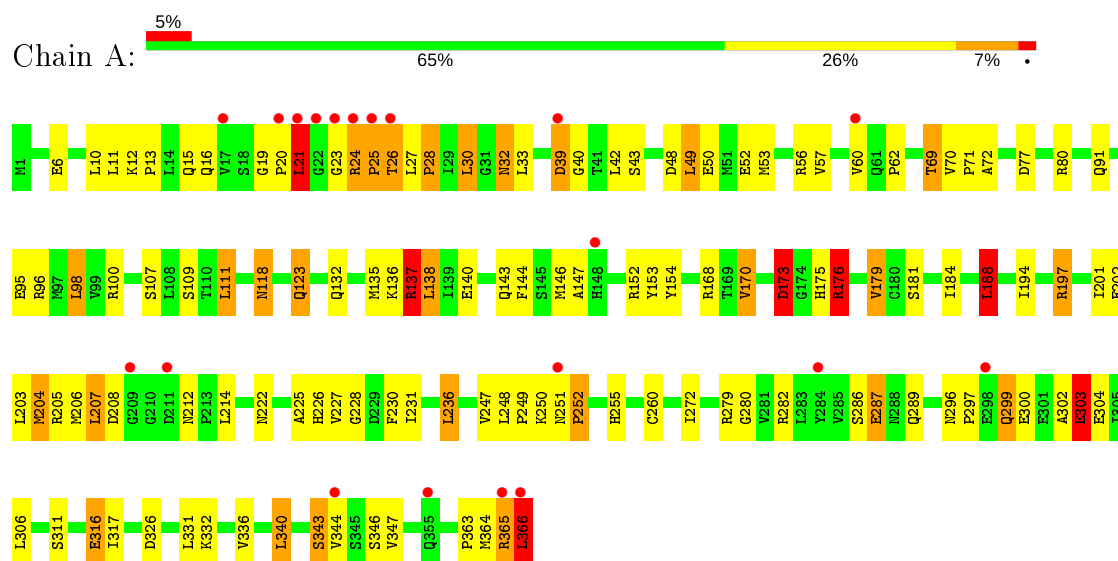 5%
Chain A:
65% 26% 7% •
M1 E6 L10 L11 K12 P13 L14 Q15 Q16 V17 S18 G19 P20 L21 G22 G23 R24 P25 T26 L27 P28 I29 L30 G31 N32 L33 D39 G40 T41 L42 S43 D48 L49 E50 M51 E52 M53 R56 V57 V60 Q61 P62 T69 V70 P71 A72 D77 R80 Q91
E95 R96 M97 L98 V99 R100 S107 L108 S109 T110 L111 N118 Q123 Q132 M135 K136 R137 L138 I139 E140 Q143 F144 S145 M146 A147 H148 R152 Y153 Y154 R168 T169 V170 D173 G174 H175 R176 V179 C180 S181 I184 L188 I194 R197 I201
L203 M204 R205 M206 L207 D208 G209 G210 D211 N212 P213 L214 N222 A225 H226 V227 G228 D229 F230 I231 L236 V247 L248 P249 K250 N251 P252 H255 C260 I272 R279 G280 V281 R282 L283 Y284 V285 S286 E287 N288 Q289 N296 P297 E298 Q299 E300 E301 A302 E303 E304 I305
L306 S311 E316 I317 D326 L331 K332 V336 L340 S343 V344 S345 S346 V347 Q355 P363 M364 R365 L366